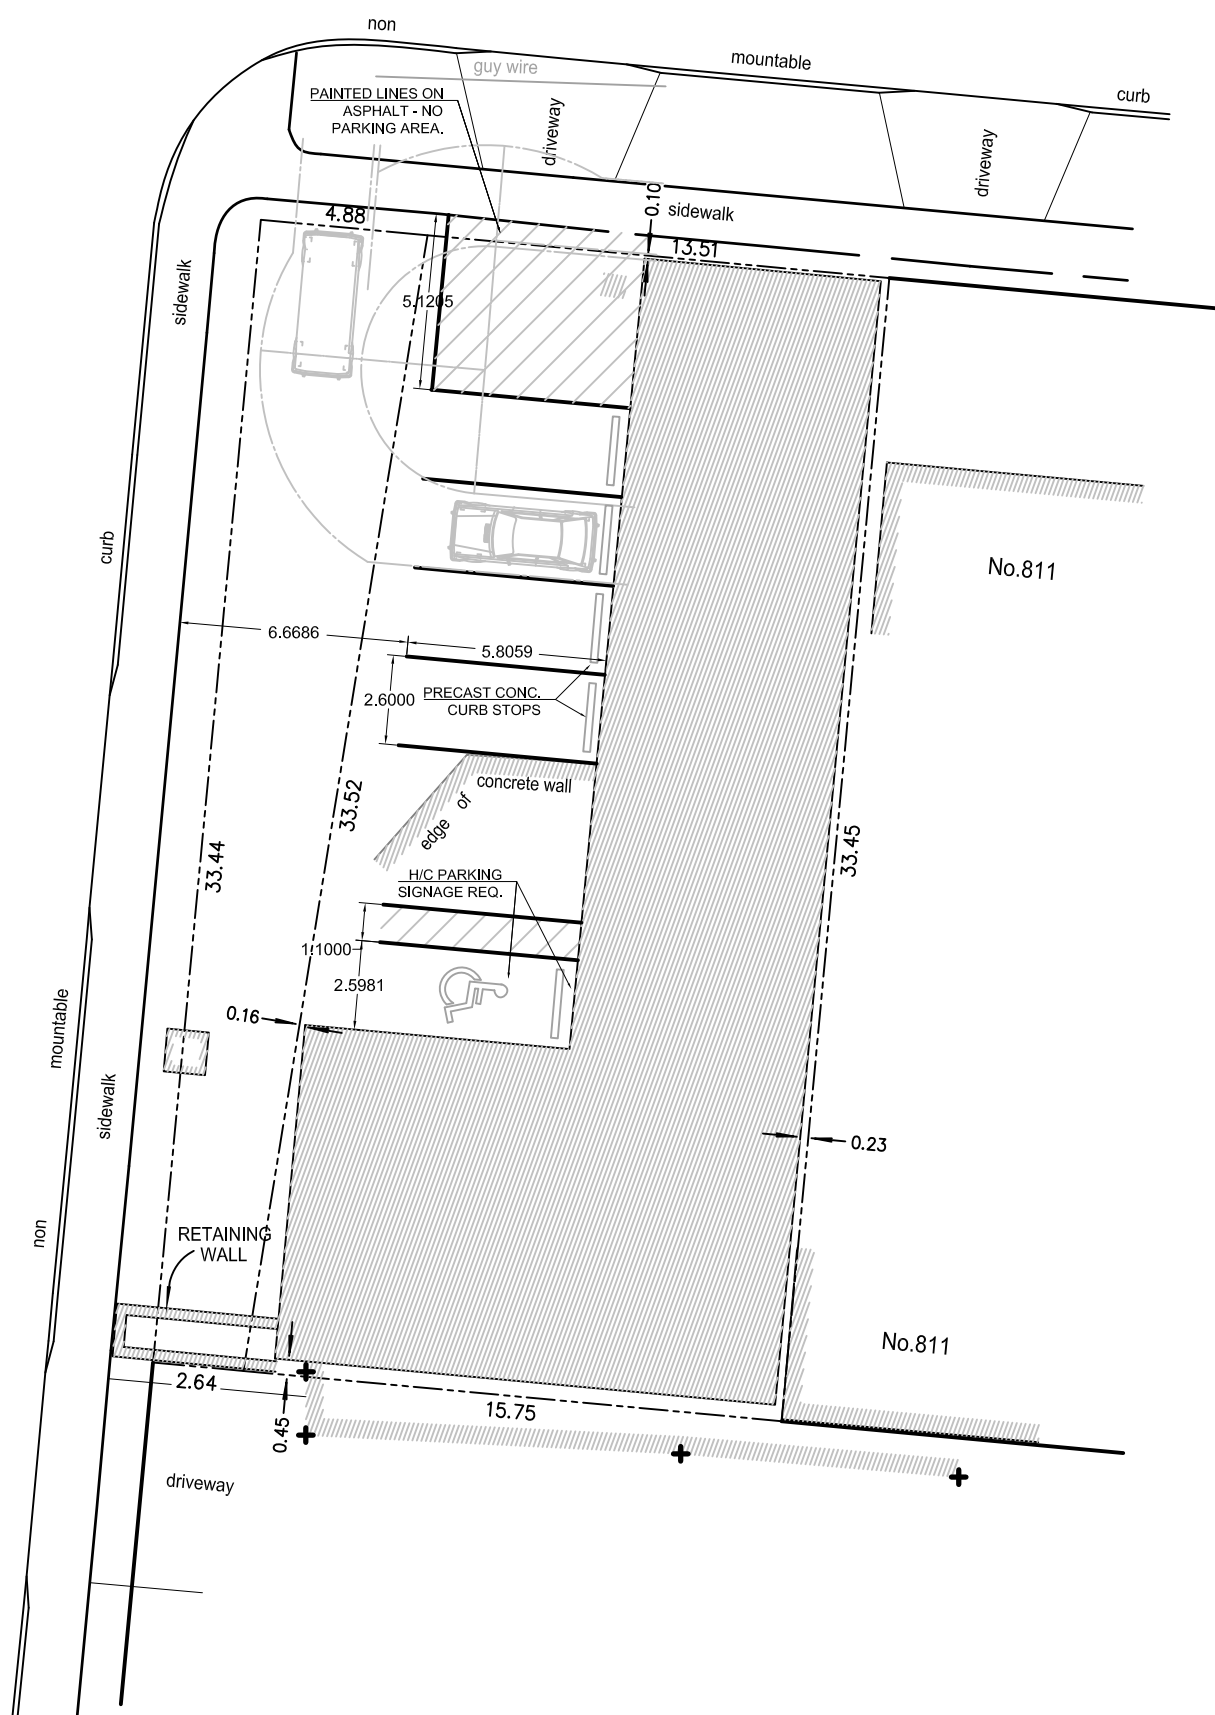 non
mountable
curb
guy wire
PAINTED LINES ON
ASPHALT - NO
PARKING AREA.
driveway
driveway
0.10
sidewalk
4.88
13.51
sidewalk
5.1205
curb
No.811
6.6686
5.8059
2.6000
PRECAST CONC.
CURB STOPS
concrete wall
edge of
33.52
33.44
33.45
H/C PARKING
SIGNAGE REQ.
1.1000
2.5981
0.16
mountable
sidewalk
0.23
non
RETAINING
WALL
No.811
2.64
0.45
15.75
driveway